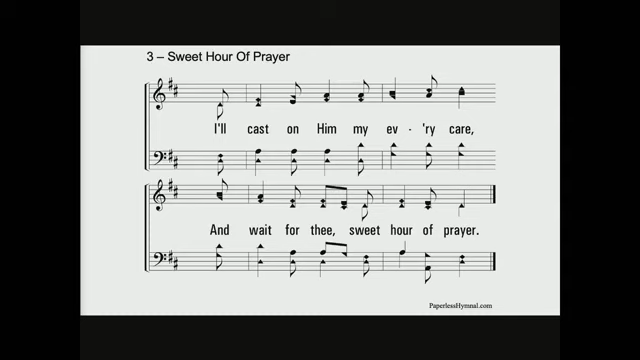 3 – Sweet Hour Of Prayer
I'll cast on Him my ev - 'ry care,
And wait for thee, sweet hour of prayer.
PaperlessHymnal.com